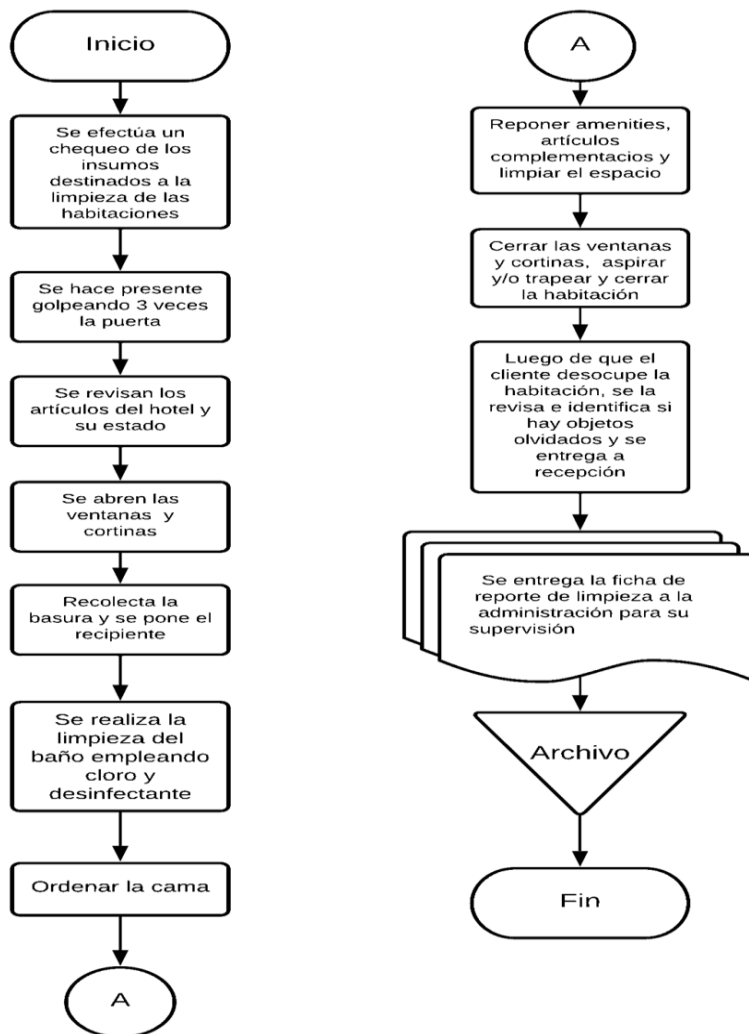 Inicio
Se efectúa un
chequeo de los
insumos
destinados a la
limpieza de las
habitaciones
Se hace presente
golpeando 3 veces
la puerta
Se revisan los
artículos del hotel y
su estado
Se abren las
ventanas y
cortinas
Recolecta la
basura y se pone el
recipiente
Se realiza la
limpieza del
baño empleando
cloro y
desinfectante
Ordenar la cama
A
A
Reponer amenities,
artículos
complementacios y
limpiar el espacio
Cerrar las ventanas
y cortinas, aspirar
y/o trapear y cerrar
la habitación
Luego de que el
cliente desocupe la
habitación, se la
revisa e identifica si
hay objetos
olvidados y se
entrega a
recepción
Se entrega la ficha de
reporte de limpieza a la
administración para su
supervisión
Archivo
Fin